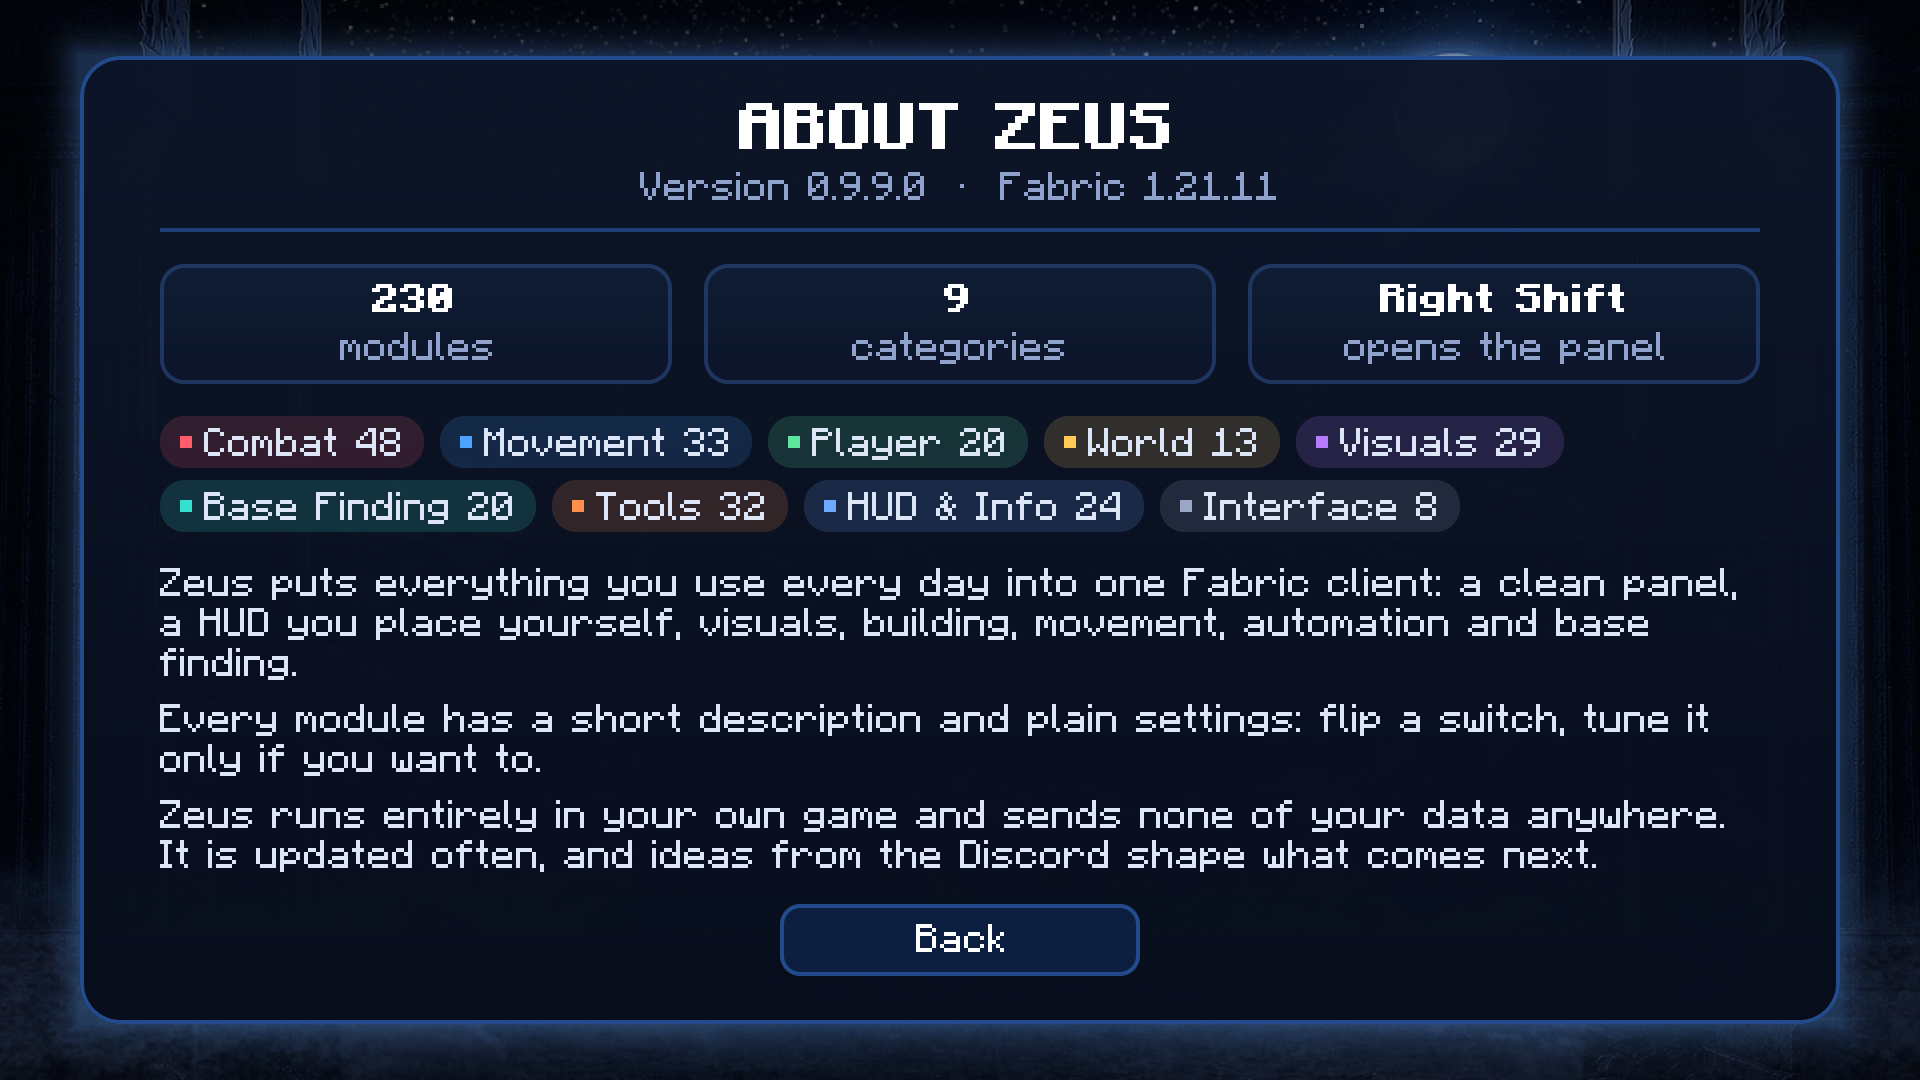 ABOUT ZEUS
Version 0.9.9.0 · Fabric 1.21.11
230
modules
9
categories
Right Shift
opens the panel
Combat 48
Movement 33
Player 20
World 13
Visuals 29
Base Finding 20
Tools 32
HUD & Info 24
Interface 8
Zeus puts everything you use every day into one Fabric client: a clean panel,
a HUD you place yourself, visuals, building, movement, automation and base
finding.
Every module has a short description and plain settings: flip a switch, tune it
only if you want to.
Zeus runs entirely in your own game and sends none of your data anywhere.
It is updated often, and ideas from the Discord shape what comes next.
Back